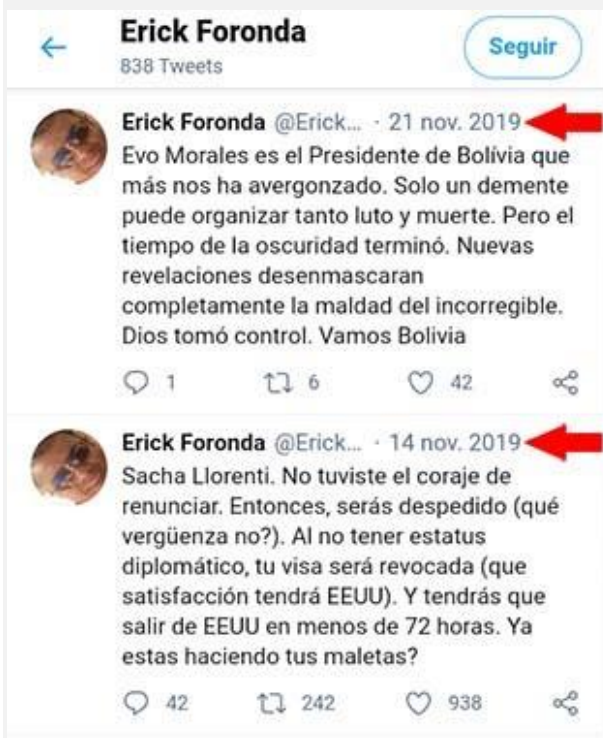 Erick Foronda
838 Tweets
Seguir
Erick Foronda @Erick... · 21 nov. 2019
Evo Morales es el Presidente de Bolívia que
más nos ha avergonzado. Solo un demente
puede organizar tanto luto y muerte. Pero el
tiempo de la oscuridad terminó. Nuevas
revelaciones desenmascaran
completamente la maldad del incorregible.
Dios tomó control. Vamos Bolivia
1 6 42
Erick Foronda @Erick... · 14 nov. 2019
Sacha Llorenti. No tuviste el coraje de
renunciar. Entonces, serás despedido (qué
vergüenza no?). Al no tener estatus
diplomático, tu visa será revocada (que
satisfacción tendrá EEUU). Y tendrás que
salir de EEUU en menos de 72 horas. Ya
estas haciendo tus maletas?
42 242 938